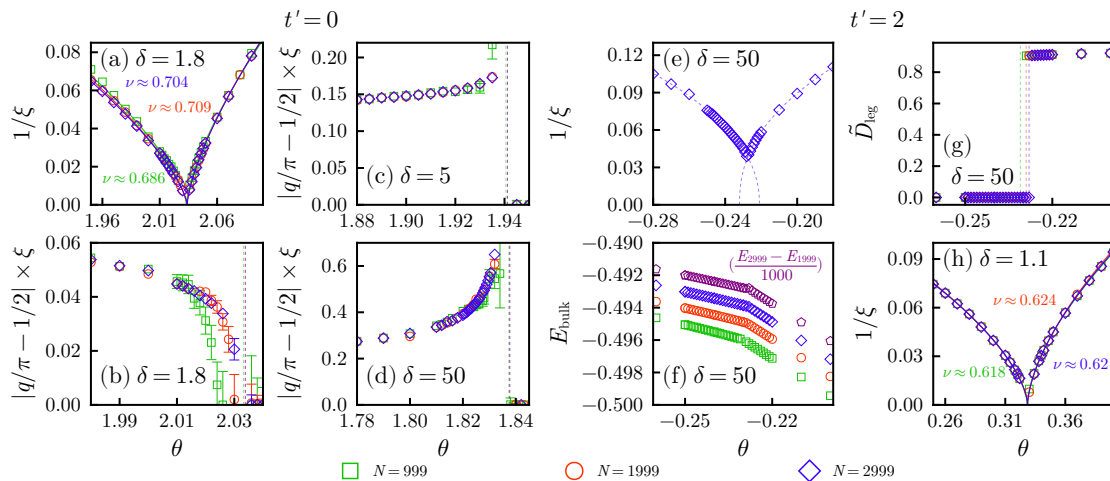 t′ = 0
t′ = 2
(a) δ = 1.8
ν ≈ 0.704
ν ≈ 0.709
ν ≈ 0.686
1/ξ
0.08
0.06
0.04
0.02
0.00
1.96
2.01
2.06
|q/π − 1/2| × ξ
0.20
0.15
0.10
0.05
0.00
(c) δ = 5
1.88
1.90
1.92
1.94
(e) δ = 50
1/ξ
0.12
0.09
0.06
0.03
0.00
−0.28
−0.24
−0.20
D̃leg
0.8
0.6
0.4
0.2
0.0
(g)
δ = 50
−0.25
−0.22
|q/π − 1/2| × ξ
0.06
0.04
0.02
0.00
(b) δ = 1.8
1.98
1.99
2.01
2.03
θ
|q/π − 1/2| × ξ
0.8
0.6
0.4
0.2
0.0
(d) δ = 50
1.78
1.80
1.82
1.84
θ
Ebulk
−0.490
−0.492
−0.494
−0.496
−0.498
−0.500
(E2999 − E1999
1000)
(f) δ = 50
−0.25
−0.22
θ
(h) δ = 1.1
ν ≈ 0.624
ν ≈ 0.618
ν ≈ 0.62
1/ξ
0.09
0.06
0.03
0.00
0.26
0.31
0.36
θ
N = 999
N = 1999
N = 2999